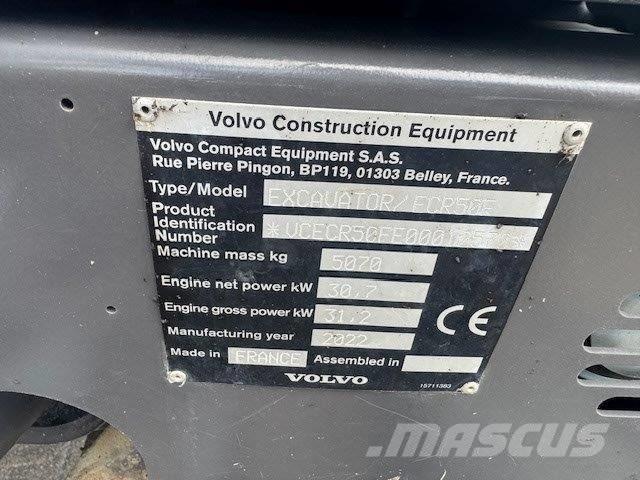 Volvo Construction Equipment
Volvo Compact Equipment S.A.S.
Rue Pierre Pingon, BP119, 01303 Belley, France.
Type/Model EXCAVATOR/ECR50F
Product
Identification
Number
Machine mass kg 5070
Engine net power kW 30,7
Engine gross power kW 31,2
Manufacturing year 2022
CE
Made in FRANCE Assembled in
VOLVO
15711383
MASCUS